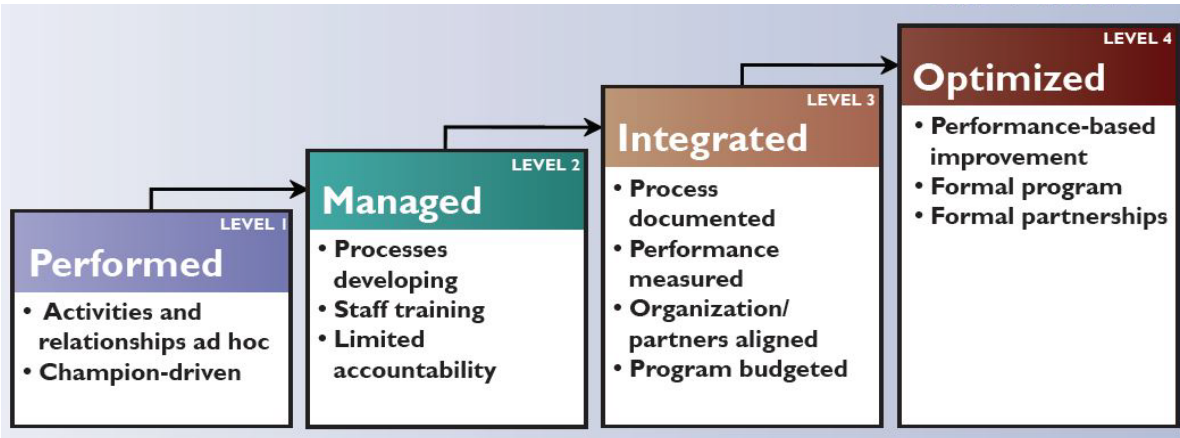 LEVEL 1
Performed
• Activities and
relationships ad hoc
• Champion-driven
LEVEL 2
Managed
• Processes
developing
• Staff training
• Limited
accountability
LEVEL 3
Integrated
• Process
documented
• Performance
measured
• Organization/
partners aligned
• Program budgeted
LEVEL 4
Optimized
• Performance-based
improvement
• Formal program
• Formal partnerships